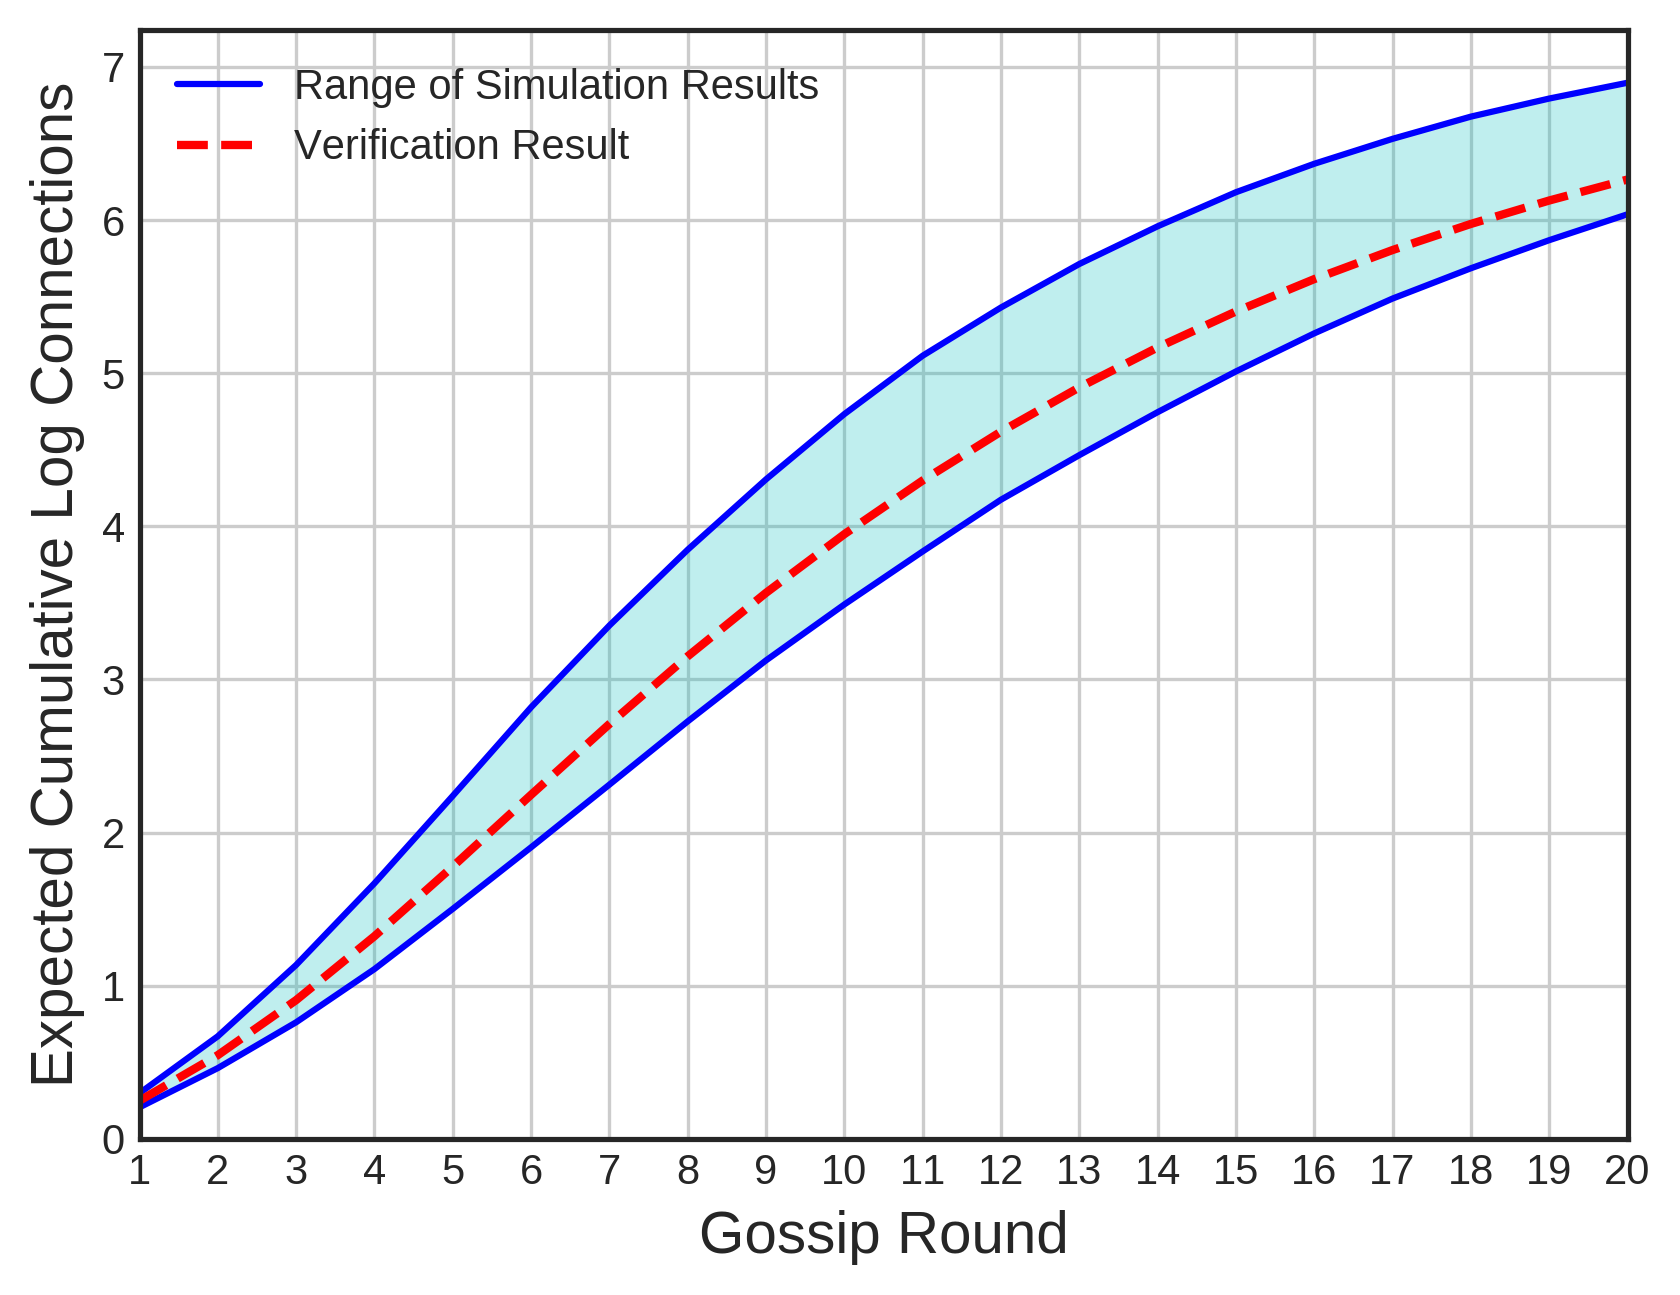 Expected Cumulative Log Connections
7
6
5
4
3
2
1
0
Range of Simulation Results
Verification Result
1 2 3 4 5 6 7 8 9 10 11 12 13 14 15 16 17 18 19 20
Gossip Round